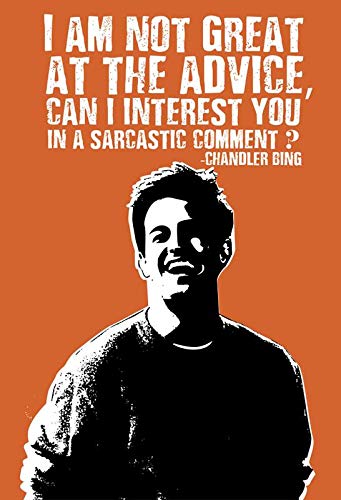 I AM NOT GREAT
AT THE ADVICE,
CAN I INTEREST YOU
IN A SARCASTIC COMMENT ?
-CHANDLER BING